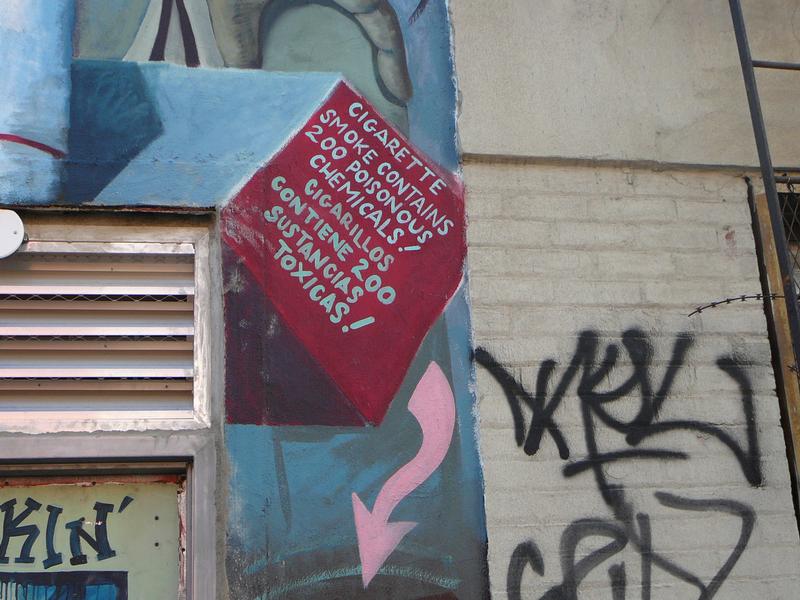 CIGARETTE
SMOKE CONTAINS
200 POISONOUS
CHEMICALS!
CIGARILLOS
CONTIENE 200
SUSTANCIAS
TOXICAS!
KIN'